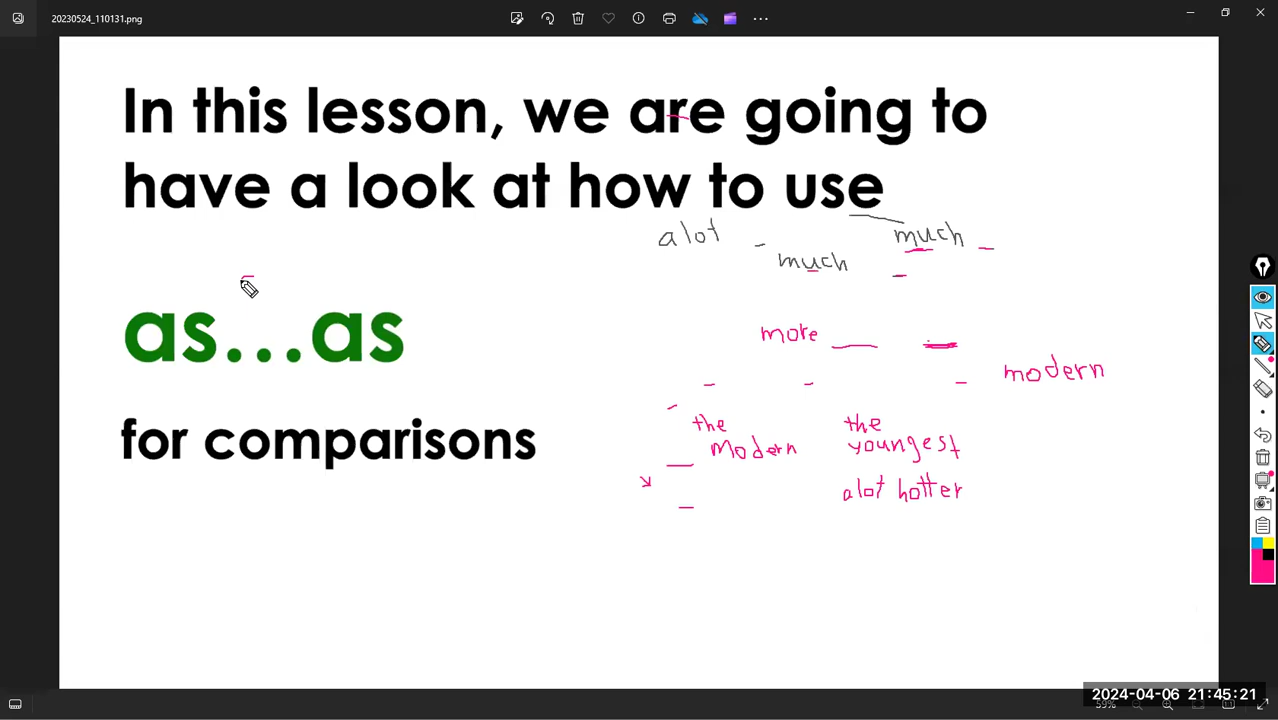 20230524_110131.png
In this lesson, we are going to
have a look at how to use
alot
much
much
as...as
more
modern
for comparisons
the
modern
the
youngest
alot hotter
2024-04-06 21:45:21
59%